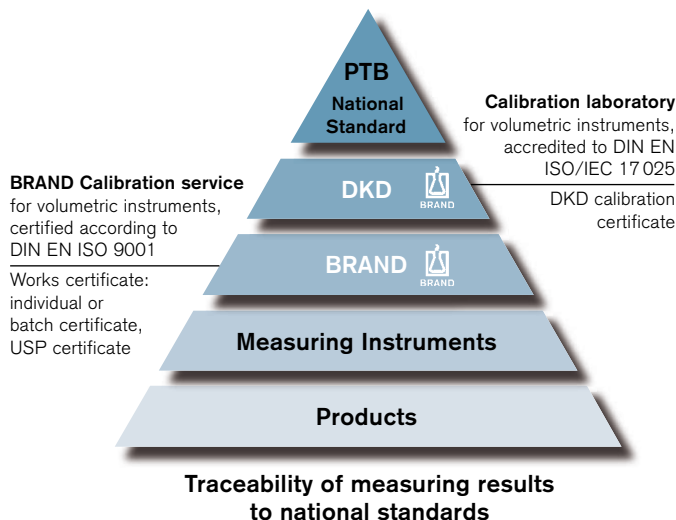 PTB
National
Standard
Calibration laboratory
for volumetric instruments,
accredited to DIN EN
ISO/IEC 17 025
DKD calibration
certificate
DKD
BRAND
BRAND Calibration service
for volumetric instruments,
certified according to
DIN EN ISO 9001
Works certificate:
individual or
batch certificate,
USP certificate
BRAND
BRAND
Measuring Instruments
Products
Traceability of measuring results
to national standards